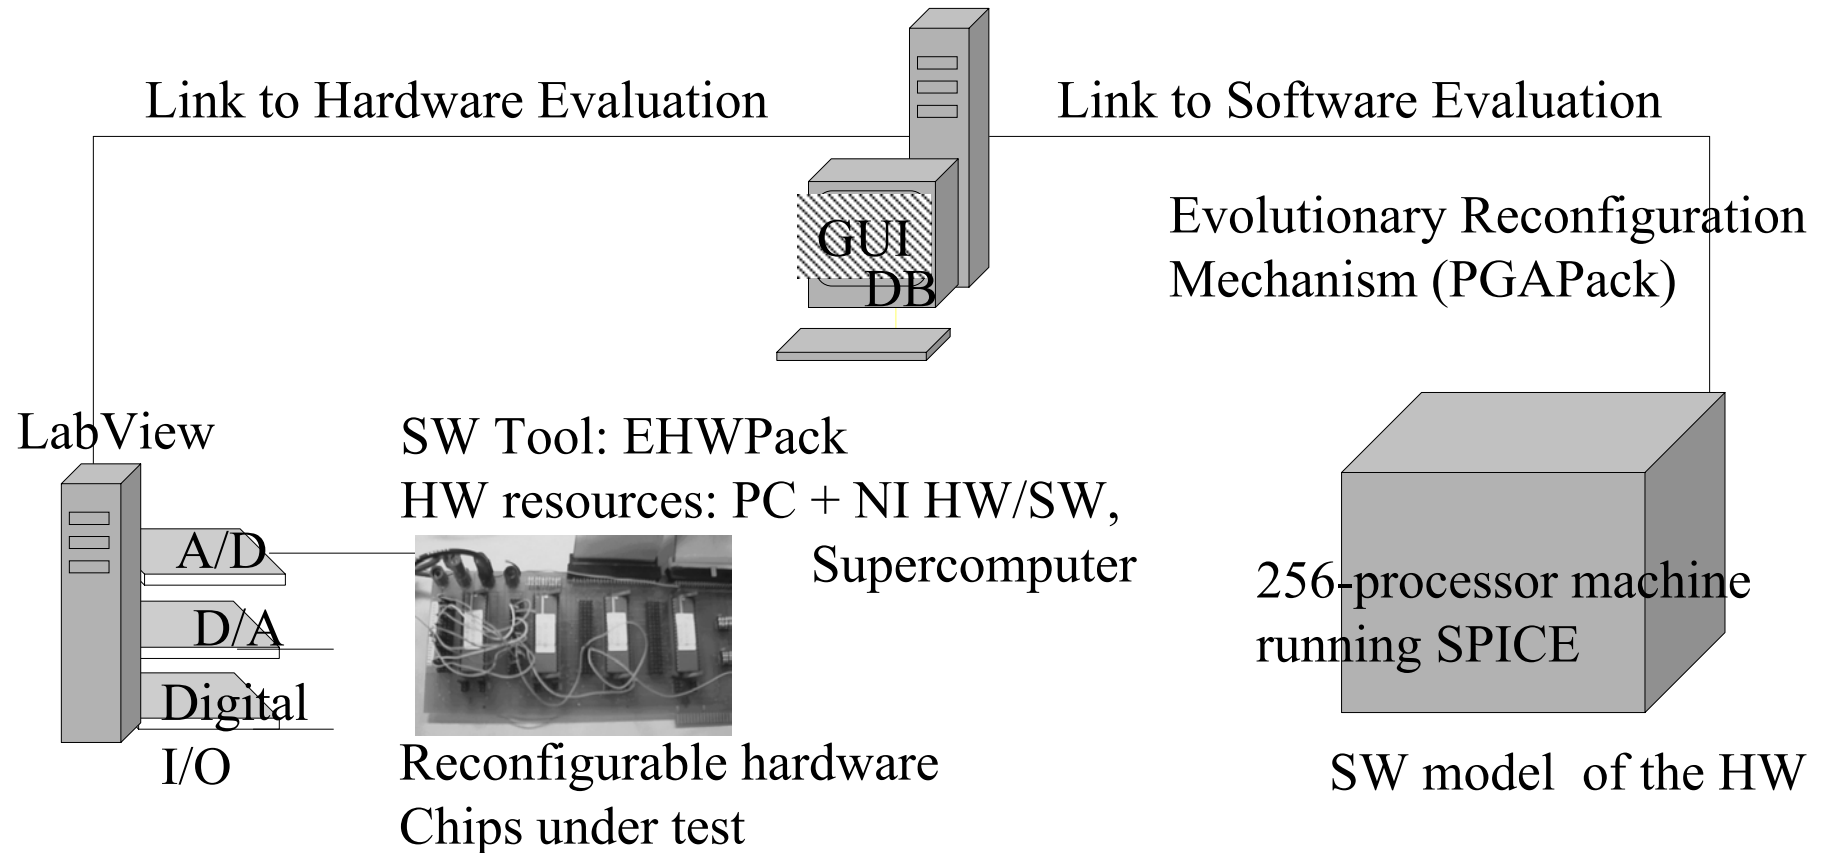 Link to Hardware Evaluation
Link to Software Evaluation
GUI
DB
Evolutionary Reconfiguration
Mechanism (PGAPack)
LabView
SW Tool: EHWPack
HW resources: PC + NI HW/SW,
Supercomputer
A/D
D/A
Digital
I/O
Reconfigurable hardware
Chips under test
256-processor machine
running SPICE
SW model of the HW